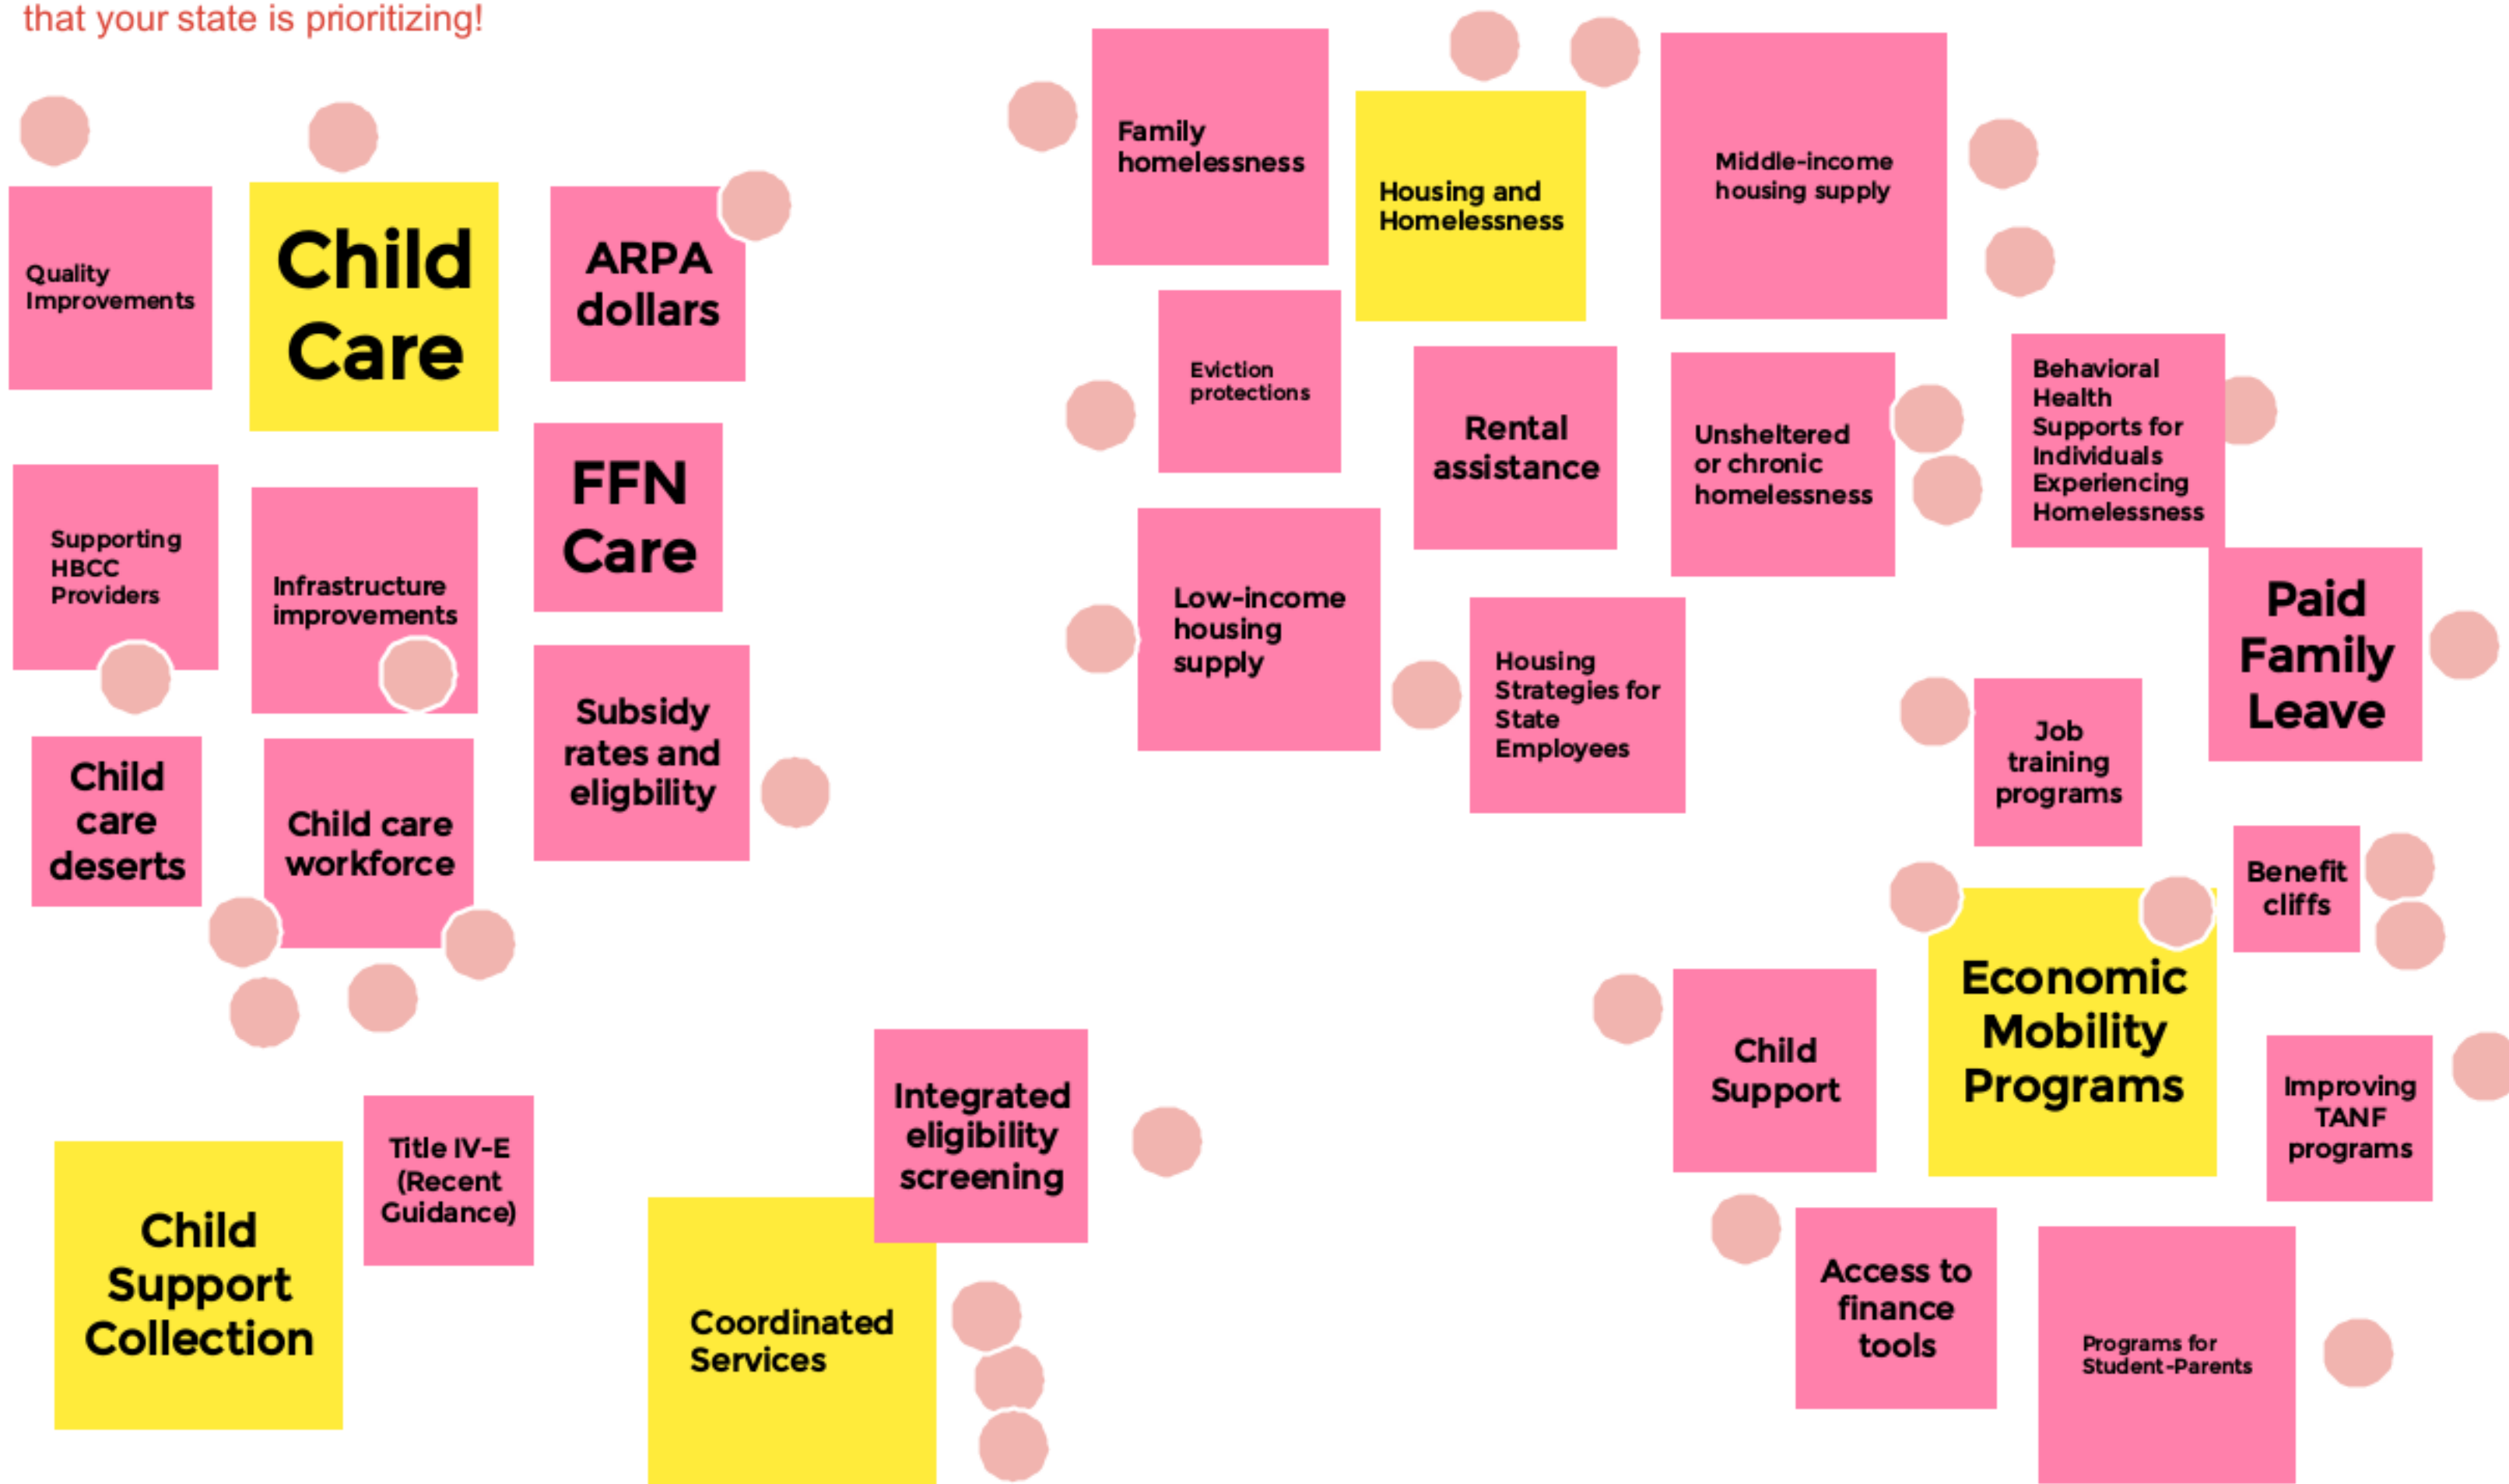 that your state is prioritizing!
Quality
Improvements
Child
Care
ARPA
dollars
Supporting
HBCC
Providers
Infrastructure
improvements
FFN
Care
Child
care
deserts
Child care
workforce
Subsidy
rates and
eligbility
Family
homelessness
Housing and
Homelessness
Middle-income
housing supply
Eviction
protections
Rental
assistance
Unsheltered
or chronic
homelessness
Behavioral
Health
Supports for
Individuals
Experiencing
Homelessness
Low-income
housing
supply
Housing
Strategies for
State
Employees
Paid
Family
Leave
Job
training
programs
Benefit
cliffs
Economic
Mobility
Programs
Child
Support
Improving
TANF
programs
Access to
finance
tools
Programs for
Student-Parents
Child
Support
Collection
Title IV-E
(Recent
Guidance)
Integrated
eligibility
screening
Coordinated
Services